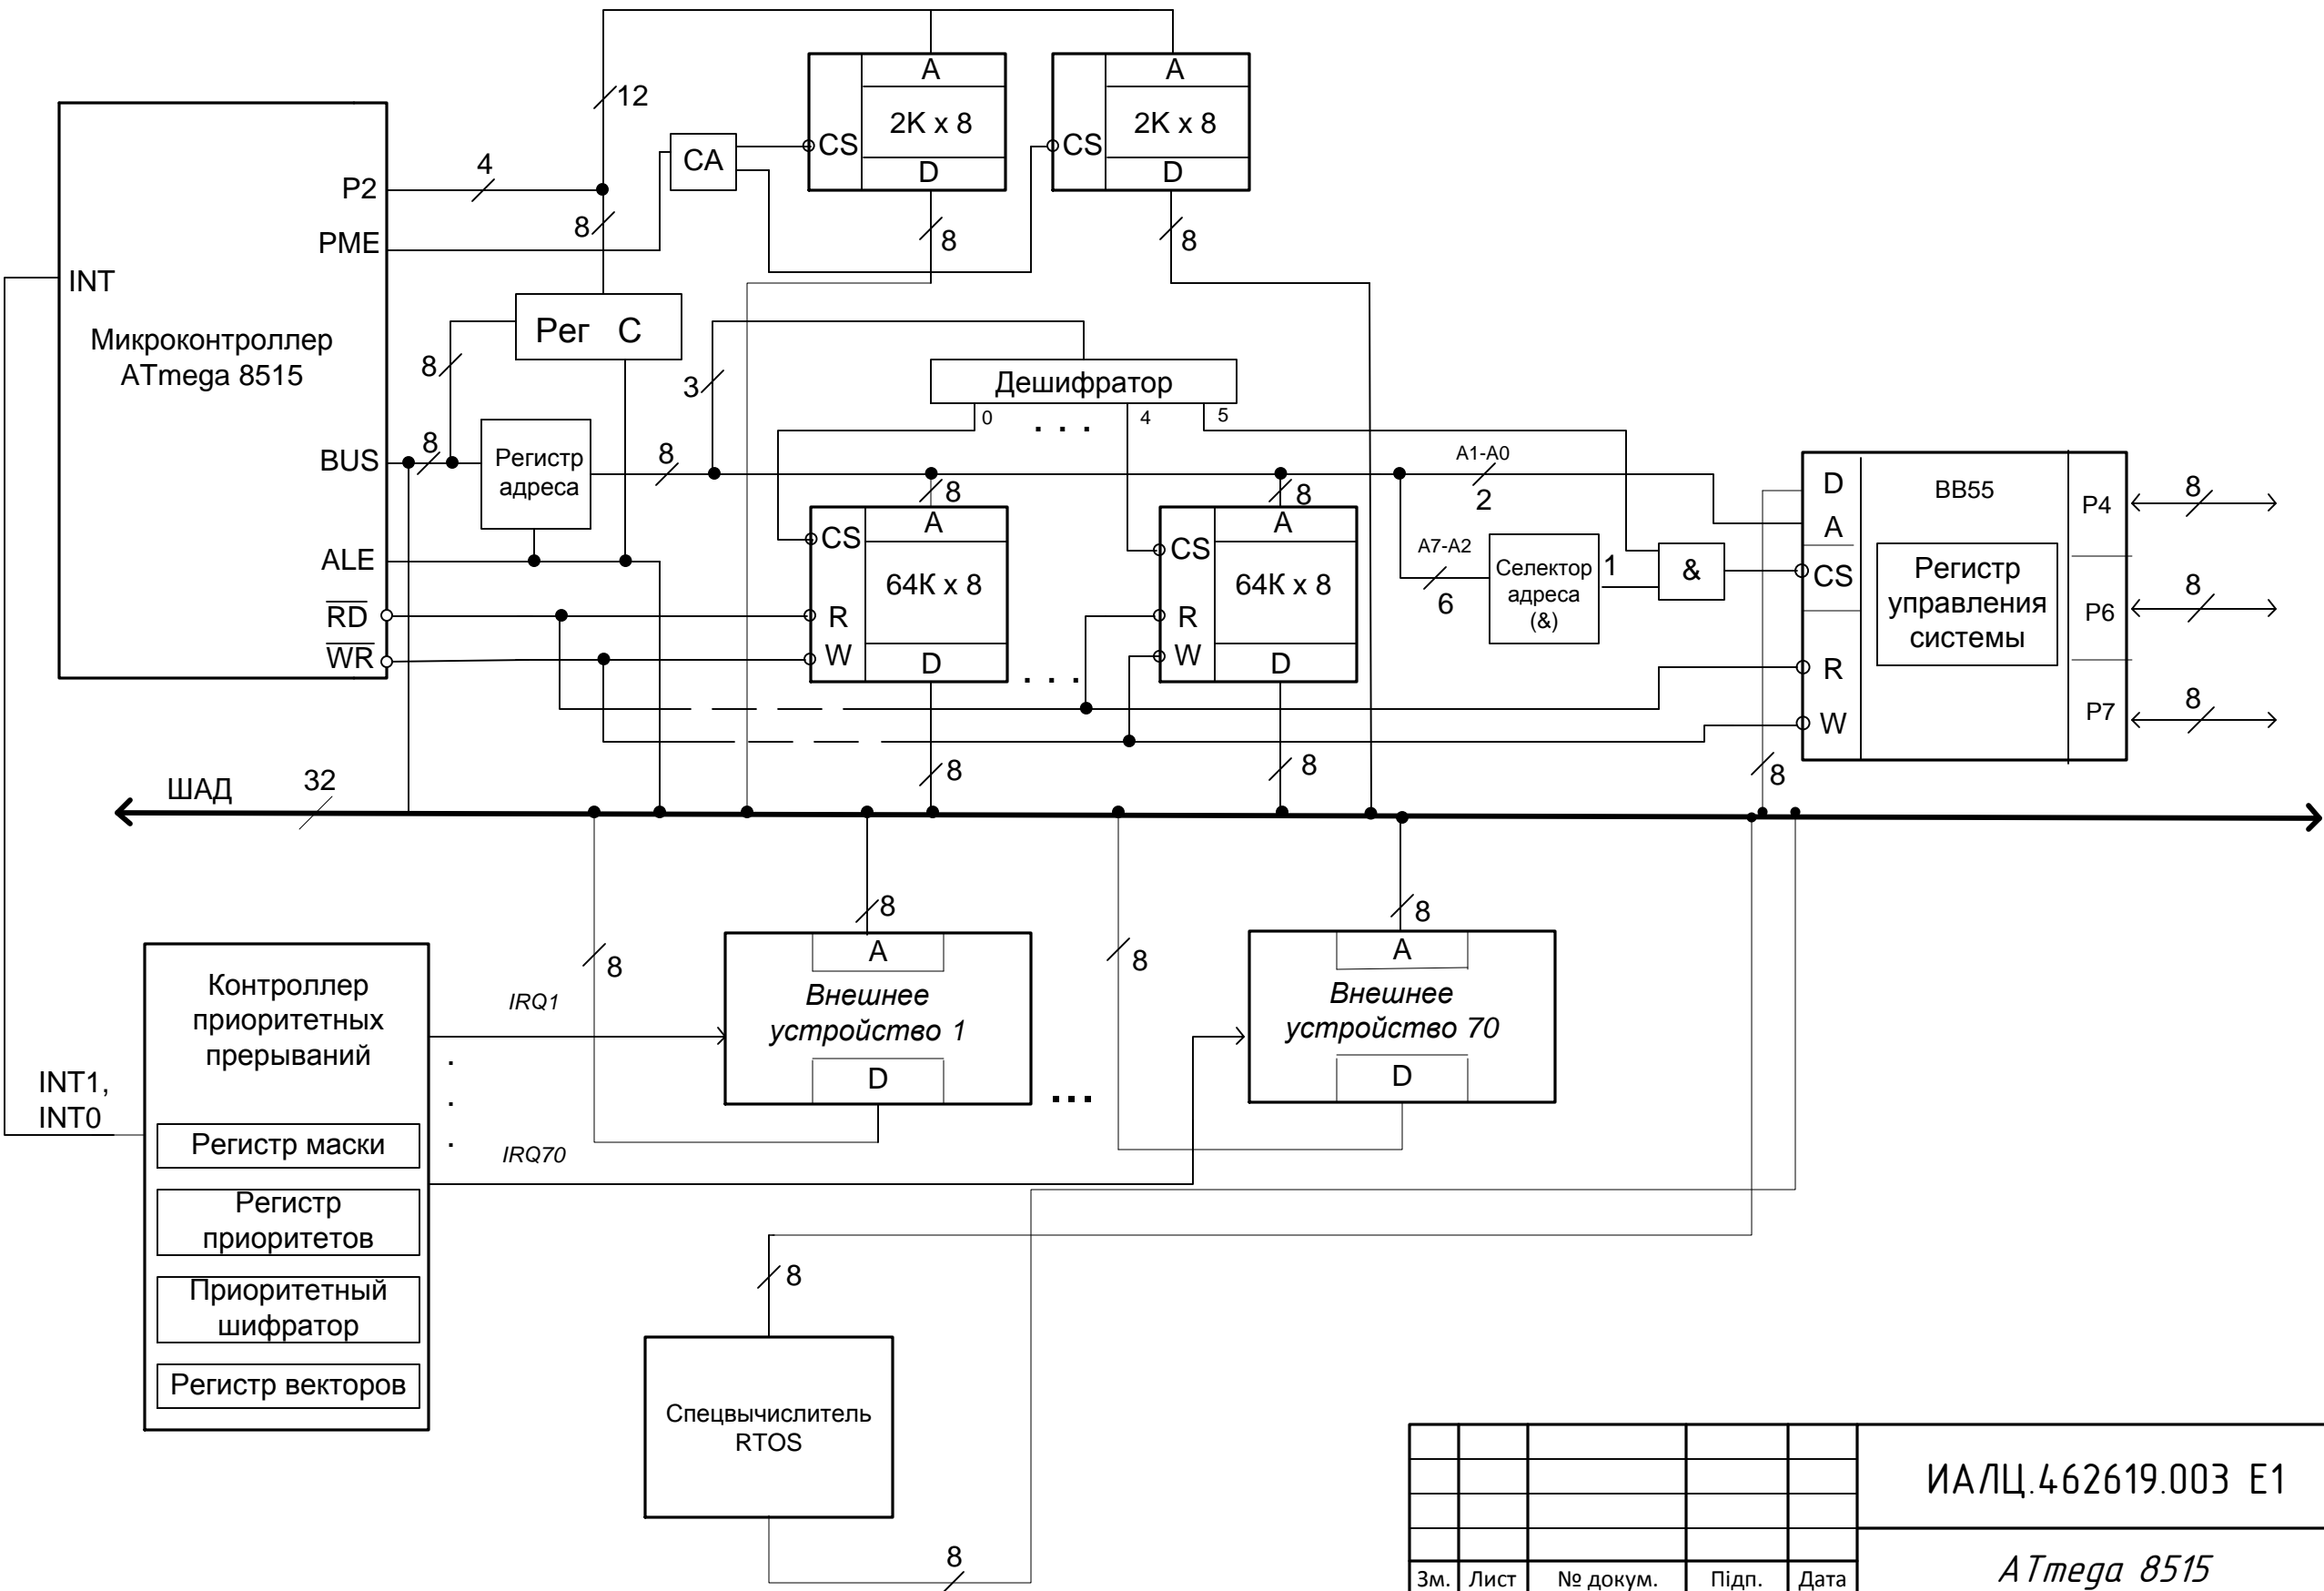 A
A
12
2K x 8
2K x 8
CS
CS
CA
D
D
4
P2
8
8
8
PME
INT
Рег С
Микроконтроллер
ATmega 8515
8
3
Дешифратор
0
. . .
4
5
BUS
8
Регистр
адреса
8
8
8
A1-A0
2
D
BB55
P4
8
A
ALE
CS
A
CS
A
A7-A2
6
Селектор
адреса
(&)
1
&
CS
Регистр
управления
системы
64К x 8
64К x 8
RD
R
R
P6
8
WR
W
W
D
. . .
D
R
W
P7
8
ШАД
32
8
8
8
8
8
8
8
Контроллер
приоритетных
прерываний
IRQ1
A
Внешнее
устройство 1
D
...
A
Внешнее
устройство 70
D
INT1,
INT0
.
.
.
Регистр маски
IRQ70
Регистр
приоритетов
Приоритетный
шифратор
Регистр векторов
8
Спецвычислитель
RTOS
8
ИАЛЦ.462619.003 Е1
Зм. Лист № докум. Підп. Дата
ATmega 8515